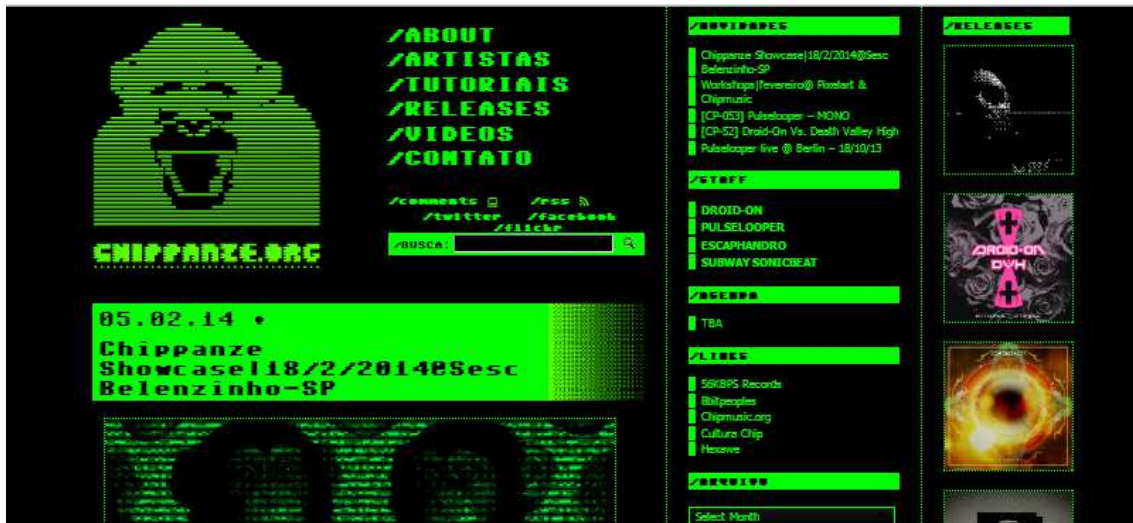 CHIPPANZE.ORG
/ABOUT
/ARTISTAS
/TUTORIAIS
/RELEASES
/VIDEOS
/CONTATO
/comments /rss
/twitter /facebook
/flickr
/BUSCA:
05.02.14
Chippanze
Showcase|18/2/2014@Sesc
Belenzinho-SP
/NOVIDADES
Chippanze Showcase|18/2/2014@Sesc
Belenzinho-SP
Workshops|fevereiro@ Pixelart &
Chipmusic
[CP-053] Pulselooper – MONO
[CP-52] Droid-On Vs. Death Valley High
Pulselooper live @ Berlin – 18/10/13
/STAFF
DROID-ON
PULSELOOPER
ESCAPHANDRO
SUBWAY SONICBEAT
/AGENDA
TBA
/LINKS
56KBPS Records
8bitpeoples
Chipmusic.org
Cultura Chip
Hexawe
/ARQUIVO
Select Month
/RELEASES
DROID-ON
DVH